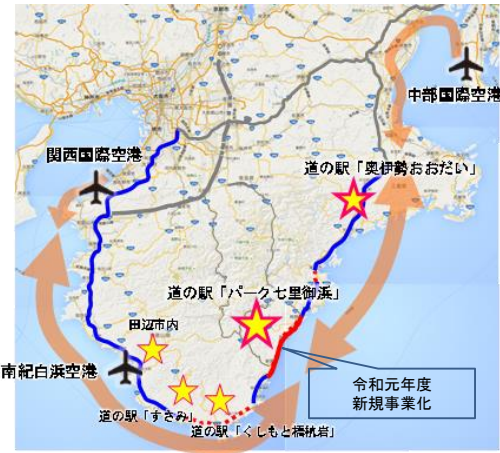 中部国際空港
関西国際空港
道の駅「奥伊勢おおだい」
道の駅「パーク七里御浜」
田辺市内
南紀白浜空港
令和元年度
新規事業化
道の駅「すさみ」
道の駅「くしもと橋杭岩」